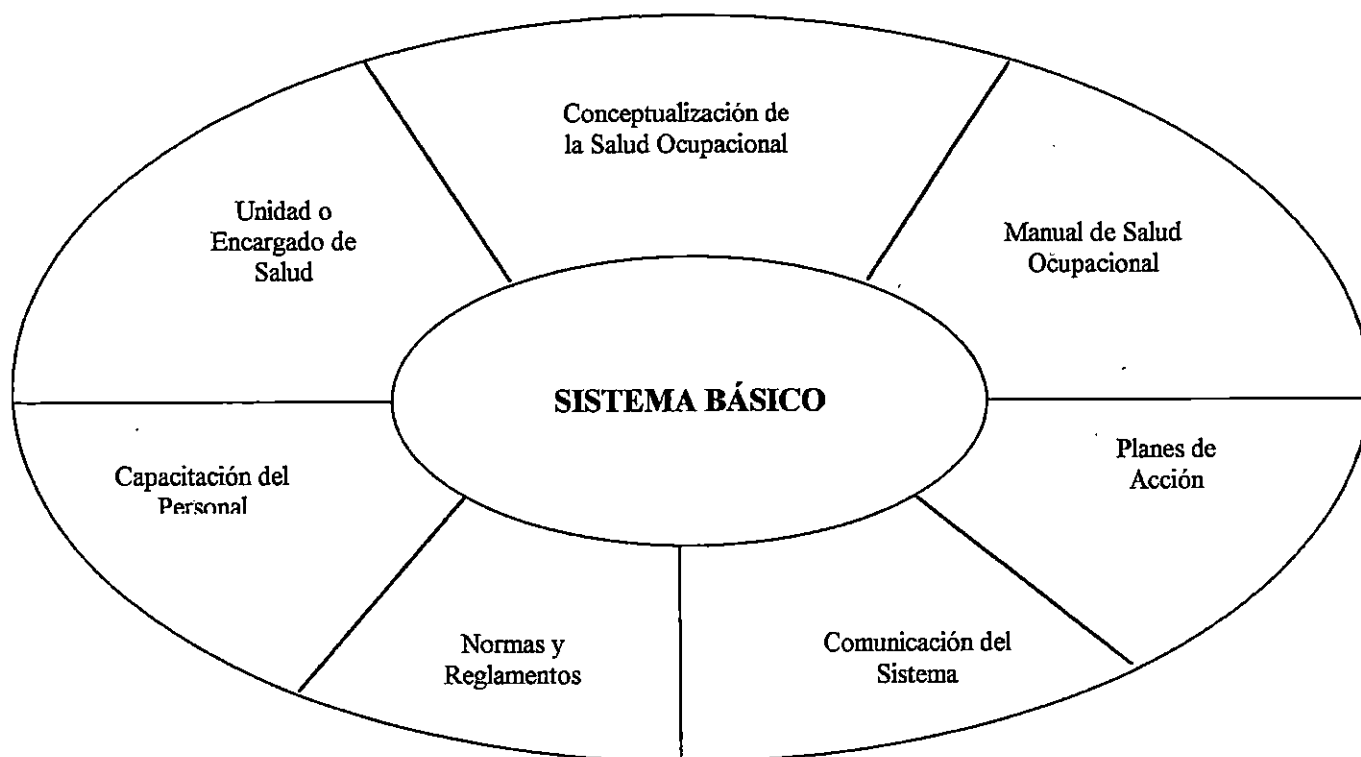 Conceptualización de
la Salud Ocupacional
Unidad o
Encargado de
Salud
Manual de Salud
Ocupacional
SISTEMA BÁSICO
Capacitación del
Personal
Planes de
Acción
Normas y
Reglamentos
Comunicación del
Sistema